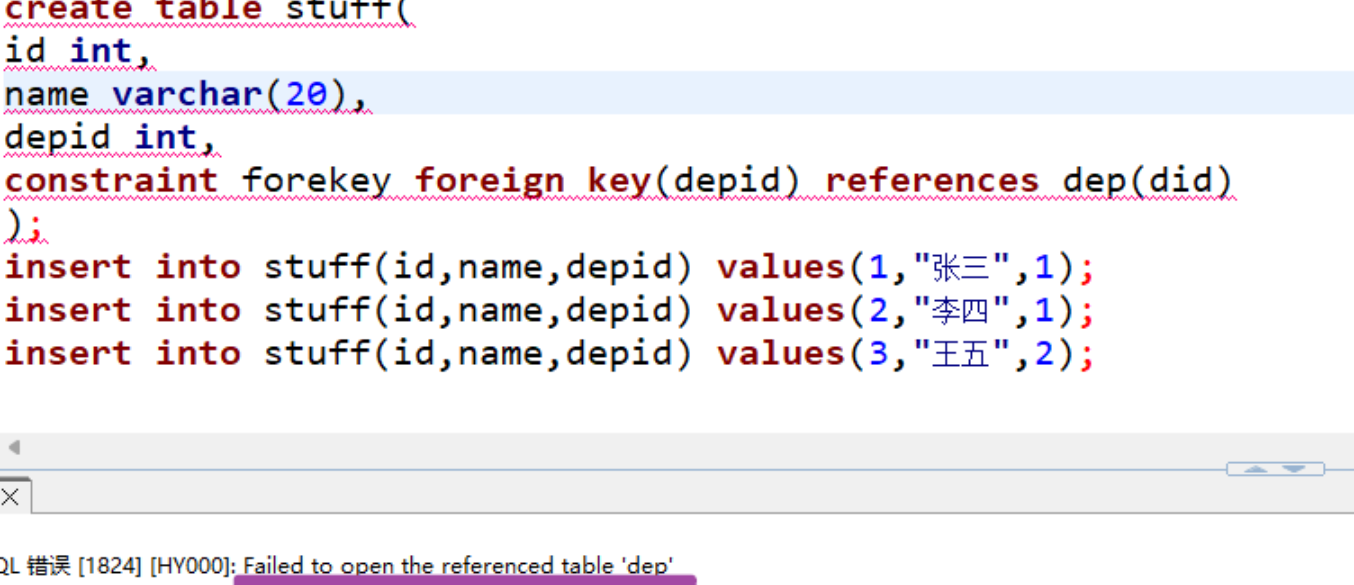 create table stuff(
id int,
name varchar(20),
depid int,
constraint forekey foreign key(depid) references dep(did)
);
insert into stuff(id,name,depid) values(1,"张三",1);
insert into stuff(id,name,depid) values(2,"李四",1);
insert into stuff(id,name,depid) values(3,"王五",2);
QL 错误 [1824] [HY000]: Failed to open the referenced table 'dep'